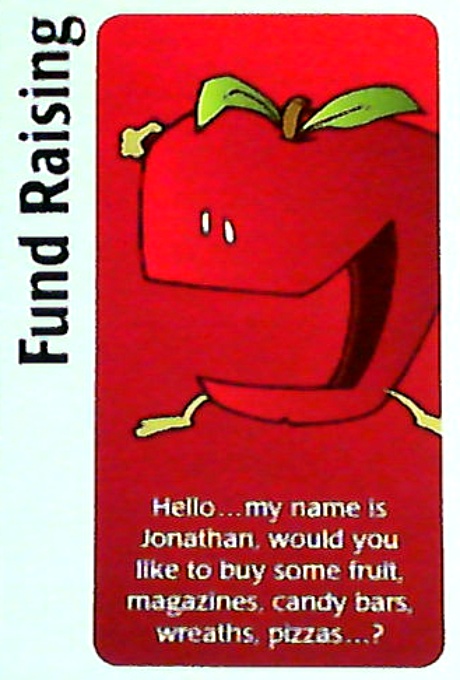 Fund Raising
Hello...my name is
Jonathan, would you
like to buy some fruit,
magazines, candy bars,
wreaths, pizzas...?